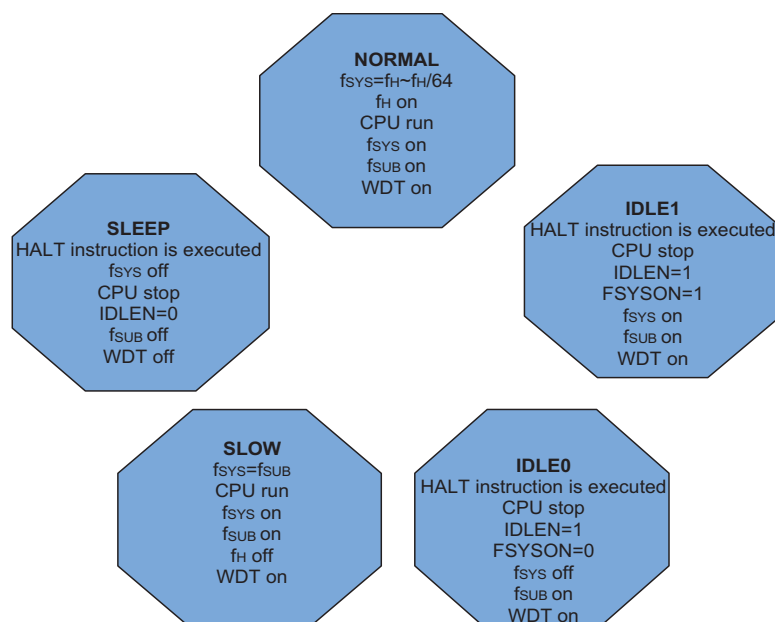 NORMAL
fSYS=fH~fH/64
fH on
CPU run
fSYS on
fSUB on
WDT on
SLEEP
HALT instruction is executed
fSYS off
CPU stop
IDLEN=0
fSUB off
WDT off
IDLE1
HALT instruction is executed
CPU stop
IDLEN=1
FSYSON=1
fSYS on
fSUB on
WDT on
SLOW
fSYS=fSUB
CPU run
fSYS on
fSUB on
fH off
WDT on
IDLE0
HALT instruction is executed
CPU stop
IDLEN=1
FSYSON=0
fSYS off
fSUB on
WDT on